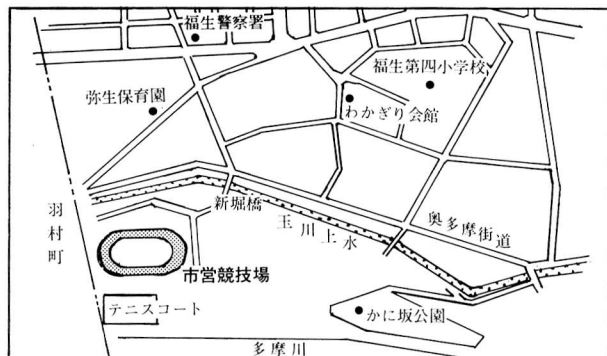 福生警察署
福生第四小学校
弥生保育園
わかぎり会館
羽村町
新堀橋
玉川上水
奥多摩街道
市営競技場
テニスコート
かに坂公園
多摩川